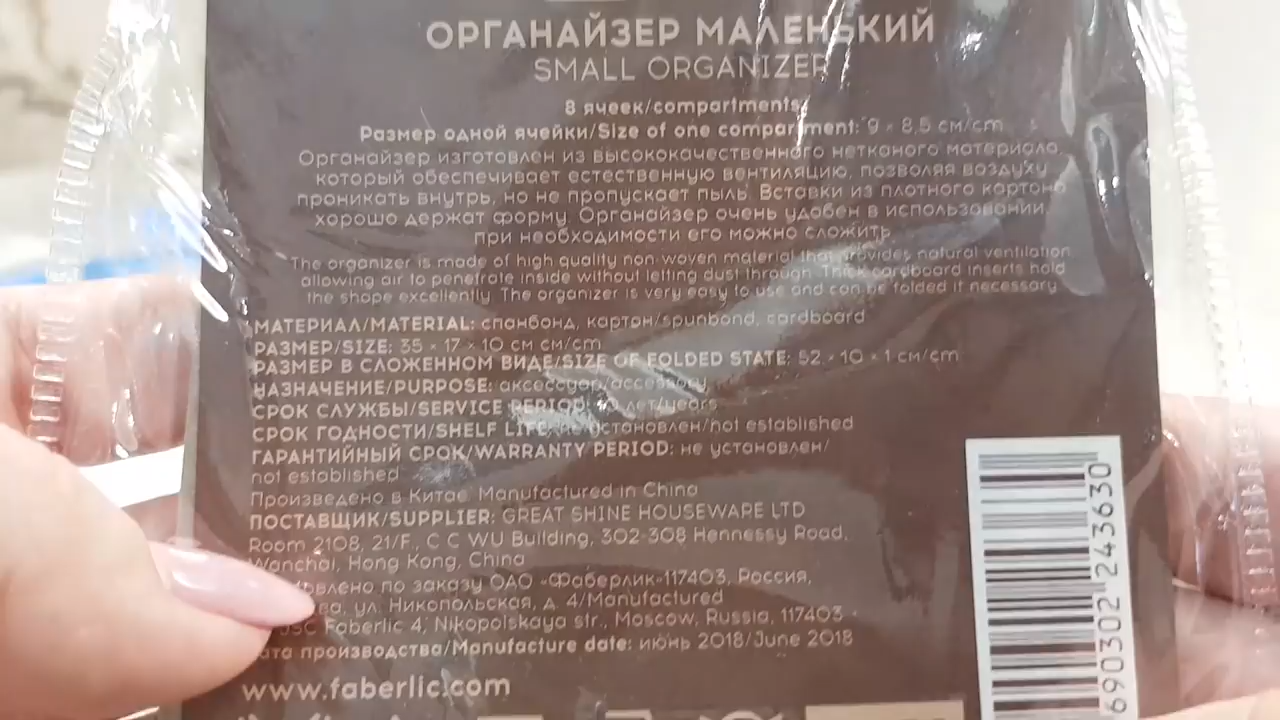 ОРГАНАЙЗЕР МАЛЕНЬКИЙ
SMALL ORGANIZER
8 ячеек/compartments
Размер одной ячейки/Size of one compartment: 9 × 8,5 см/cm
Органайзер изготовлен из высококачественного нетканого материала,
который обеспечивает естественную вентиляцию, позволяя воздуху
проникать внутрь, но не пропускает пыль. Вставки из плотного картона
хорошо держат форму. Органайзер очень удобен в использовании,
при необходимости его можно сложить.
The organizer is made of high quality non woven material that provides natural ventilation
allowing air to penetrate inside without letting dust through. Thick cardboard inserts hold
the shape excellently. The organizer is very easy to use and can be folded if necessary.
МАТЕРИАЛ/MATERIAL: спанбонд, картон/spunbond, cardboard
РАЗМЕР/SIZE: 35 × 17 × 10 см см/cm
РАЗМЕР В СЛОЖЕННОМ ВИДЕ/SIZE OF FOLDED STATE: 52 × 10 × 1 см/cm
НАЗНАЧЕНИЕ/PURPOSE: аксессуар/accessory
СРОК СЛУЖБЫ/SERVICE PERIOD: лет/years
СРОК ГОДНОСТИ/SHELF LIFE: не установлен/not established
ГАРАНТИЙНЫЙ СРОК/WARRANTY PERIOD: не установлен/
not established
Произведено в Китае. Manufactured in China
ПОСТАВЩИК/SUPPLIER: GREAT SHINE HOUSEWARE LTD
Room 2108, 21/F., C C WU Building, 302-308 Hennessy Road,
Wanchai, Hong Kong, China
по заказу ОАО «Фаберлик» 117403, Россия,
ул. Никопольская, д. 4/Manufactured
JSC Faberlic 4, Nikopolskaya str., Moscow, Russia, 117403
дата производства/Manufacture date: июнь 2018/June 2018
www.faberlic.com
690302 243630